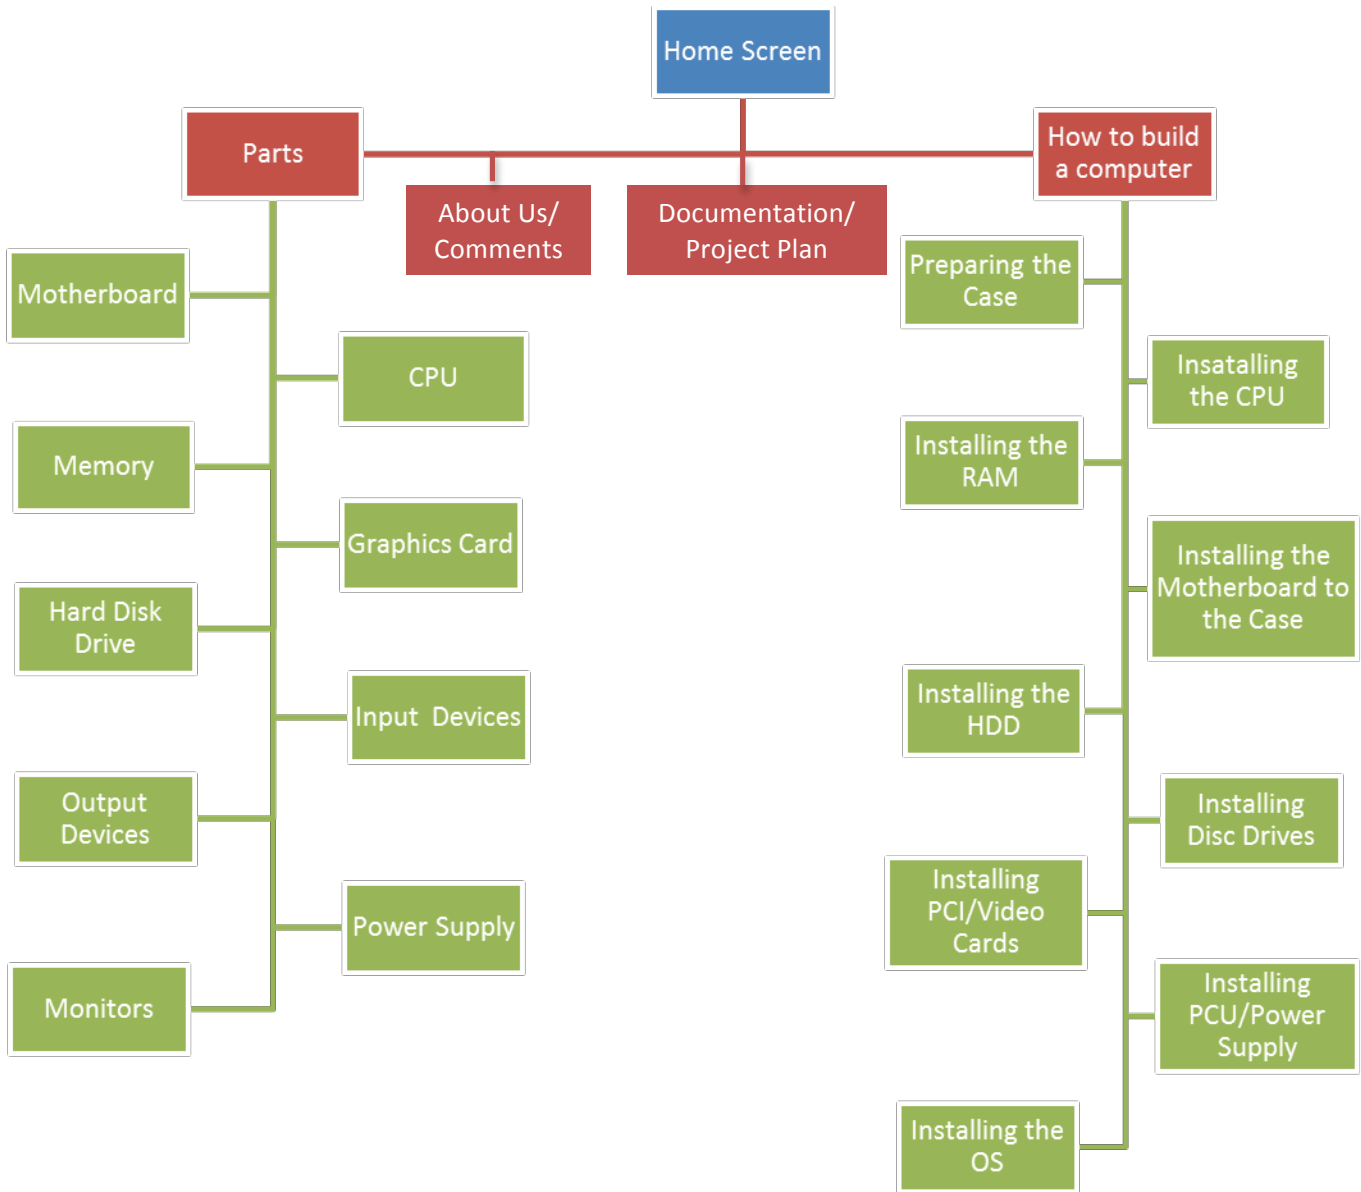 Home Screen
Parts
How to build
a computer
About Us/
Comments
Documentation/
Project Plan
Motherboard
CPU
Memory
Graphics Card
Hard Disk
Drive
Input  Devices
Output
Devices
Power Supply
Monitors
Preparing the
Case
Insatalling
the CPU
Installing the
RAM
Installing the
Motherboard to
the Case
Installing the
HDD
Installing
Disc Drives
Installing
PCI/Video
Cards
Installing
PCU/Power
Supply
Installing the
OS